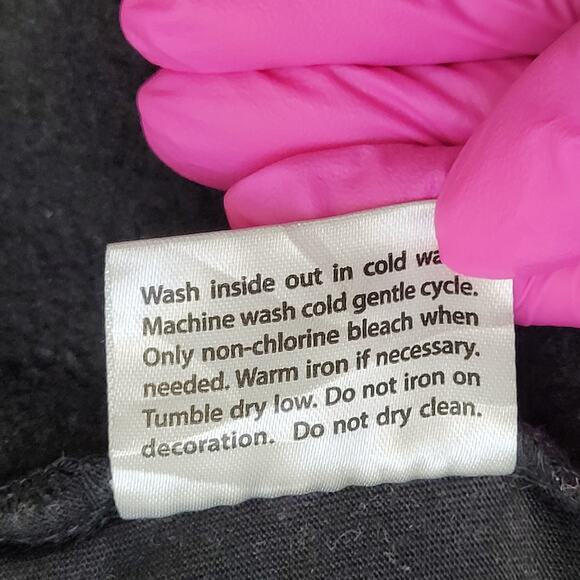 Wash inside out in cold
Machine wash cold gentle cycle.
Only non-chlorine bleach when
needed. Warm iron if necessary.
Tumble dry low. Do not iron on
decoration. Do not dry clean.